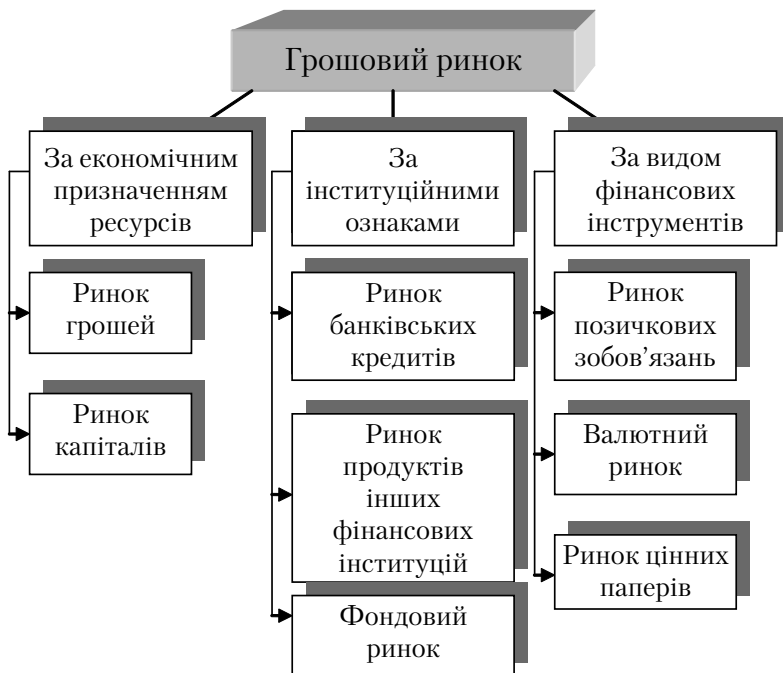 Грошовий ринок
За економічним
призначенням
ресурсів
Ринок
грошей
Ринок
капіталів
За
інституційними
ознаками
Ринок
банківських
кредитів
Ринок
продуктів
інших
фінансових
інституцій
Фондовий
ринок
За видом
фінансових
інструментів
Ринок
позичкових
зобов’язань
Валютний
ринок
Ринок цінних
паперів